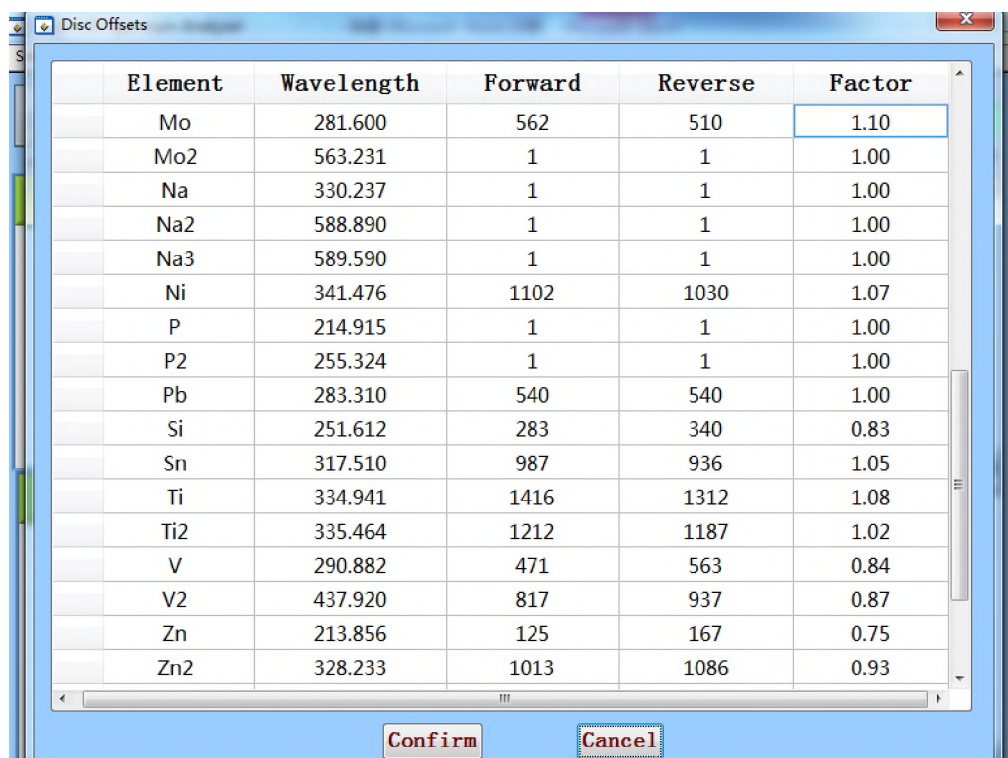 Disc Offsets
Element Wavelength Forward Reverse Factor
Mo 281.600 562 510 1.10
Mo2 563.231 1 1 1.00
Na 330.237 1 1 1.00
Na2 588.890 1 1 1.00
Na3 589.590 1 1 1.00
Ni 341.476 1102 1030 1.07
P 214.915 1 1 1.00
P2 255.324 1 1 1.00
Pb 283.310 540 540 1.00
Si 251.612 283 340 0.83
Sn 317.510 987 936 1.05
Ti 334.941 1416 1312 1.08
Ti2 335.464 1212 1187 1.02
V 290.882 471 563 0.84
V2 437.920 817 937 0.87
Zn 213.856 125 167 0.75
Zn2 328.233 1013 1086 0.93
Confirm Cancel